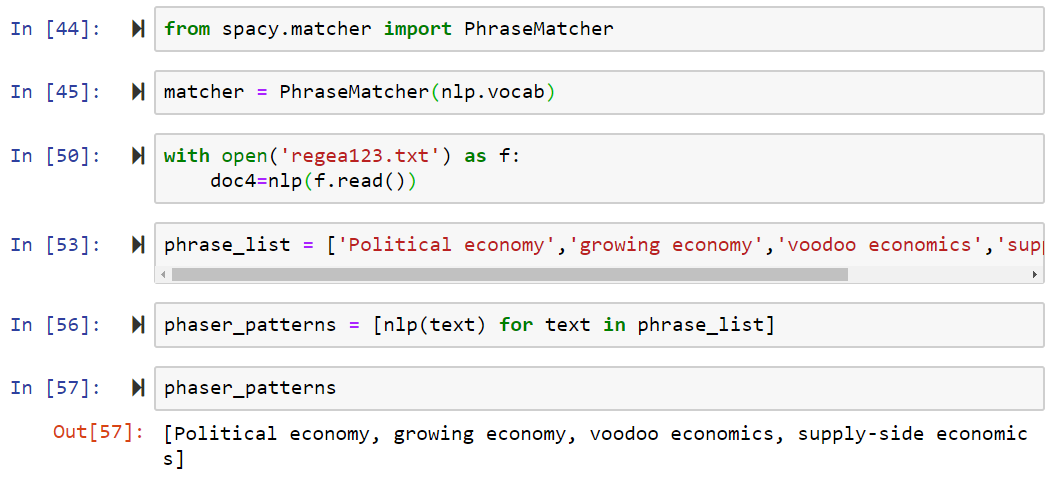 In [44]: from spacy.matcher import PhraseMatcher
In [45]: matcher = PhraseMatcher(nlp.vocab)
In [50]: with open('regea123.txt') as f:
doc4=nlp(f.read())
In [53]: phrase_list = ['Political economy','growing economy','voodoo economics','sup
In [56]: phaser_patterns = [nlp(text) for text in phrase_list]
In [57]: phaser_patterns
Out[57]: [Political economy, growing economy, voodoo economics, supply-side economic
s]